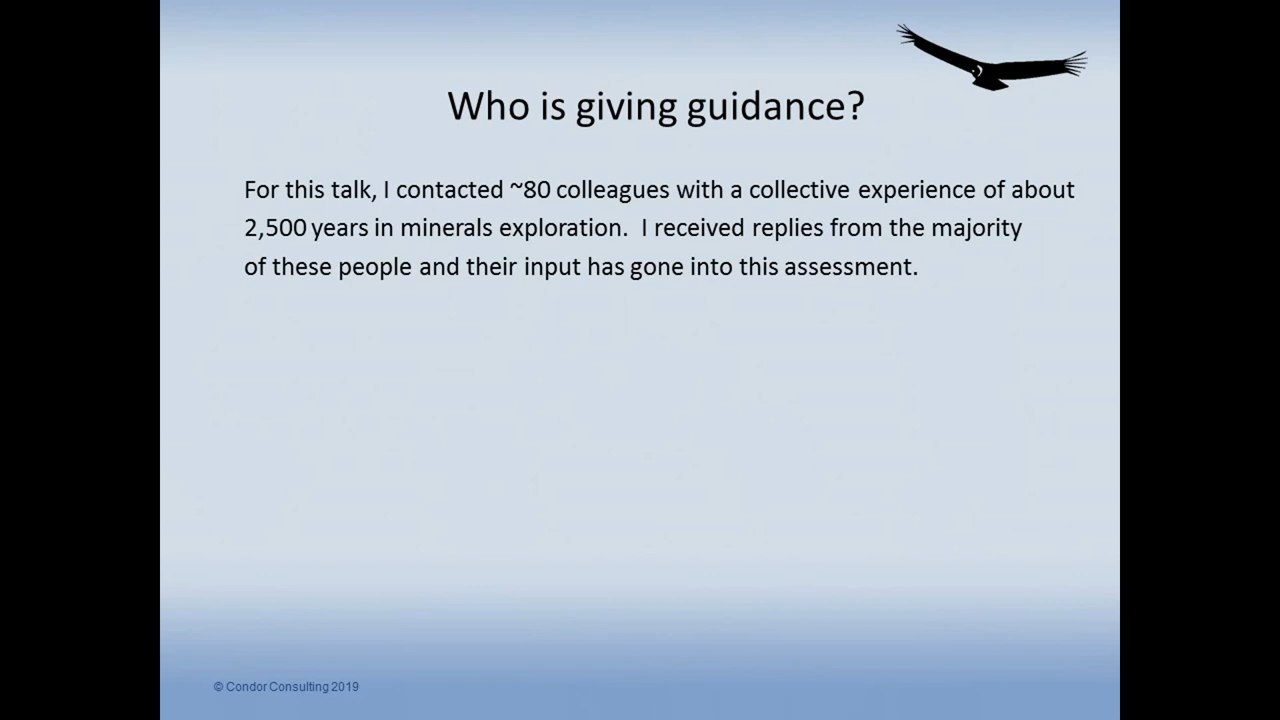 Who is giving guidance?
For this talk, I contacted ~80 colleagues with a collective experience of about
2,500 years in minerals exploration.  I received replies from the majority
of these people and their input has gone into this assessment.
© Condor Consulting 2019